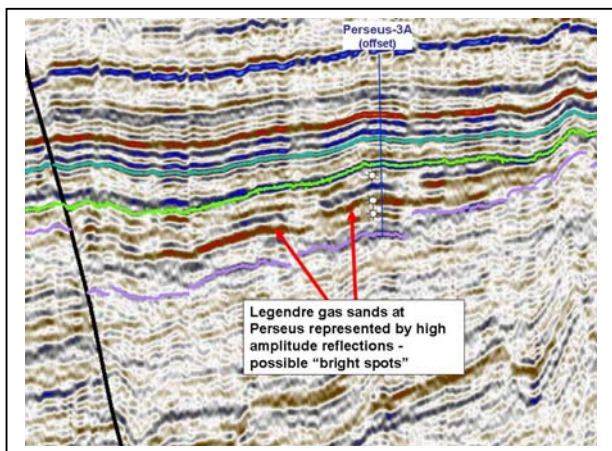 Perseus-3A
(offset)
Legendre gas sands at
Perseus represented by high
amplitude reflections -
possible “bright spots”